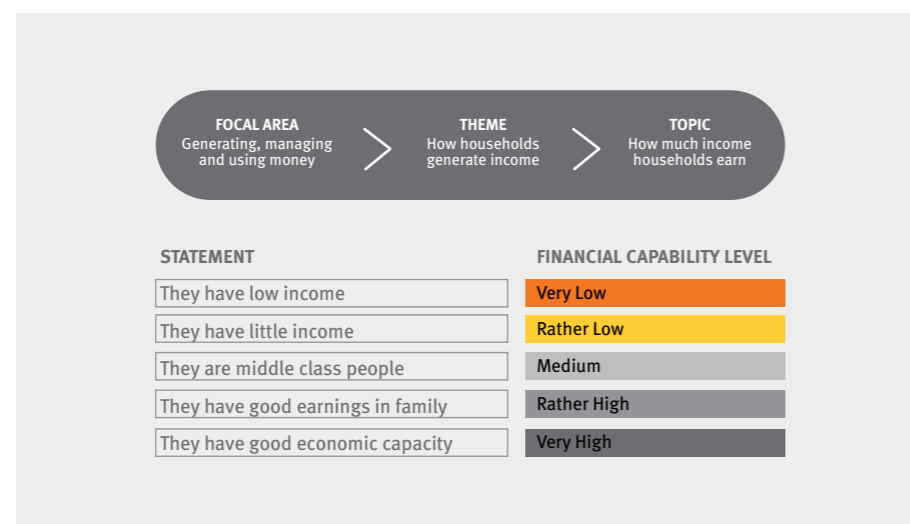 FOCAL AREA
Generating, managing
and using money
THEME
How households
generate income
TOPIC
How much income
households earn
STATEMENT
FINANCIAL CAPABILITY LEVEL
They have low income
Very Low
They have little income
Rather Low
They are middle class people
Medium
They have good earnings in family
Rather High
They have good economic capacity
Very High